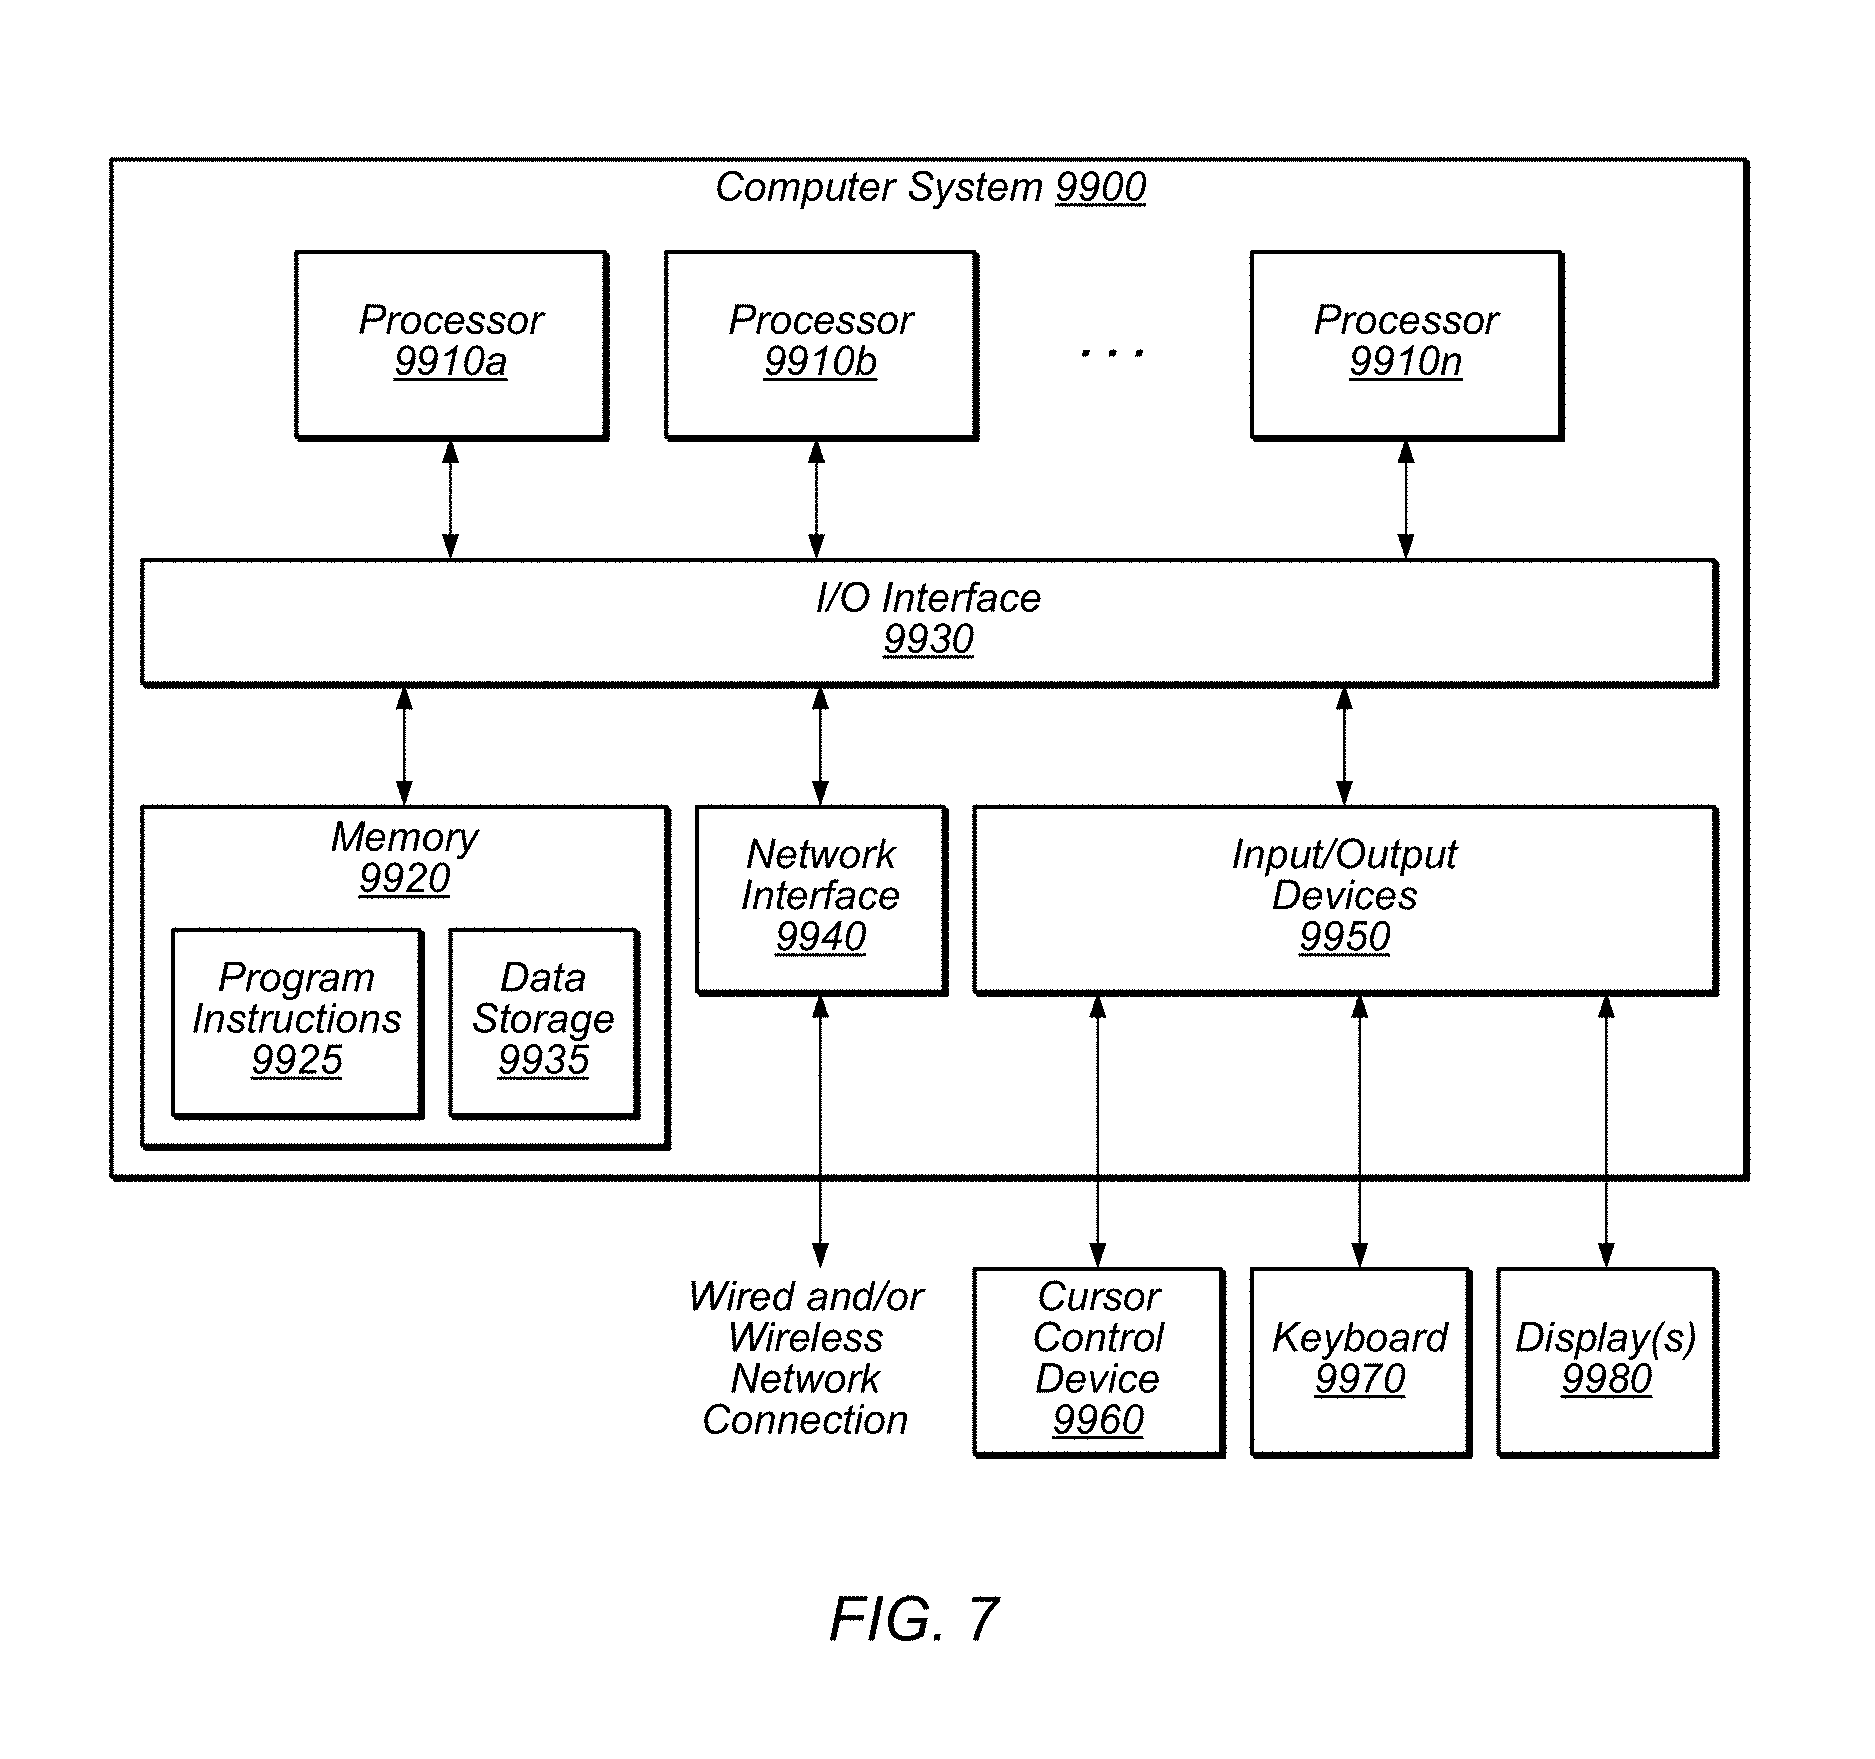 Computer System 9900
Processor
9910a
Processor
9910b
. . .
Processor
9910n
I/O Interface
9930
Memory
9920
Program
Instructions
9925
Data
Storage
9935
Network
Interface
9940
Input/Output
Devices
9950
Wired and/or
Wireless
Network
Connection
Cursor
Control
Device
9960
Keyboard
9970
Display(s)
9980
FIG. 7